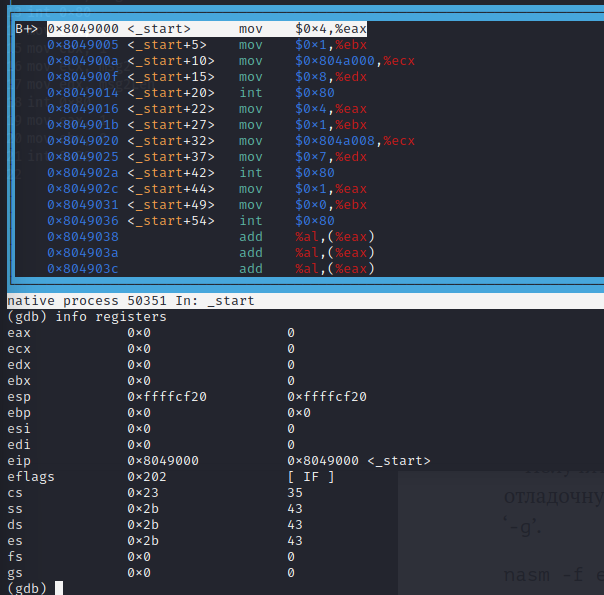 B+> 0x8049000 <_start> mov $0x4,%eax
0x8049005 <_start+5> mov $0x1,%ebx
0x804900a <_start+10> mov $0x804a000,%ecx
0x804900f <_start+15> mov $0x8,%edx
0x8049014 <_start+20> int $0x80
0x8049016 <_start+22> mov $0x4,%eax
0x804901b <_start+27> mov $0x1,%ebx
0x8049020 <_start+32> mov $0x804a008,%ecx
0x8049025 <_start+37> mov $0x7,%edx
0x804902a <_start+42> int $0x80
0x804902c <_start+44> mov $0x1,%eax
0x8049031 <_start+49> mov $0x0,%ebx
0x8049036 <_start+54> int $0x80
0x8049038 add %al,(%eax)
0x804903a add %al,(%eax)
0x804903c add %al,(%eax)
native process 50351 In: _start
(gdb) info registers
eax 0x0 0
ecx 0x0 0
edx 0x0 0
ebx 0x0 0
esp 0xffffcf20 0xffffcf20
ebp 0x0 0x0
esi 0x0 0
edi 0x0 0
eip 0x8049000 0x8049000 <_start>
eflags 0x202 [ IF ]
cs 0x23 35
ss 0x2b 43
ds 0x2b 43
es 0x2b 43
fs 0x0 0
gs 0x0 0
(gdb)
отладочну
'-g'.
nasm -f e